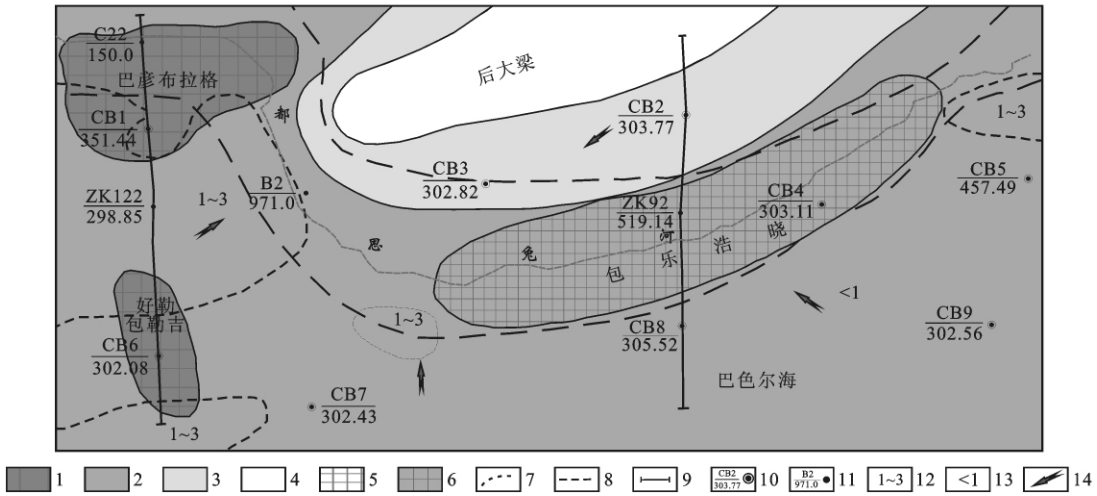 C22
150.0
巴彦布拉格
后大梁
都
CB1
351.44
CB2
303.77
1~3
CB3
302.82
CB5
457.49
ZK122
298.85
1~3
B2
971.0
ZK92
519.14
CB4
303.11
思
兔
河
包乐浩晓
好勒
包勒吉
1~3
<1
CB6
302.08
CB8
305.52
CB9
302.56
巴色尔海
CB7
302.43
1~3
1
2
3
4
5
6
7
8
9
CB2
303.77
10
B2
971.0
11
1~3
12
<1
13
14